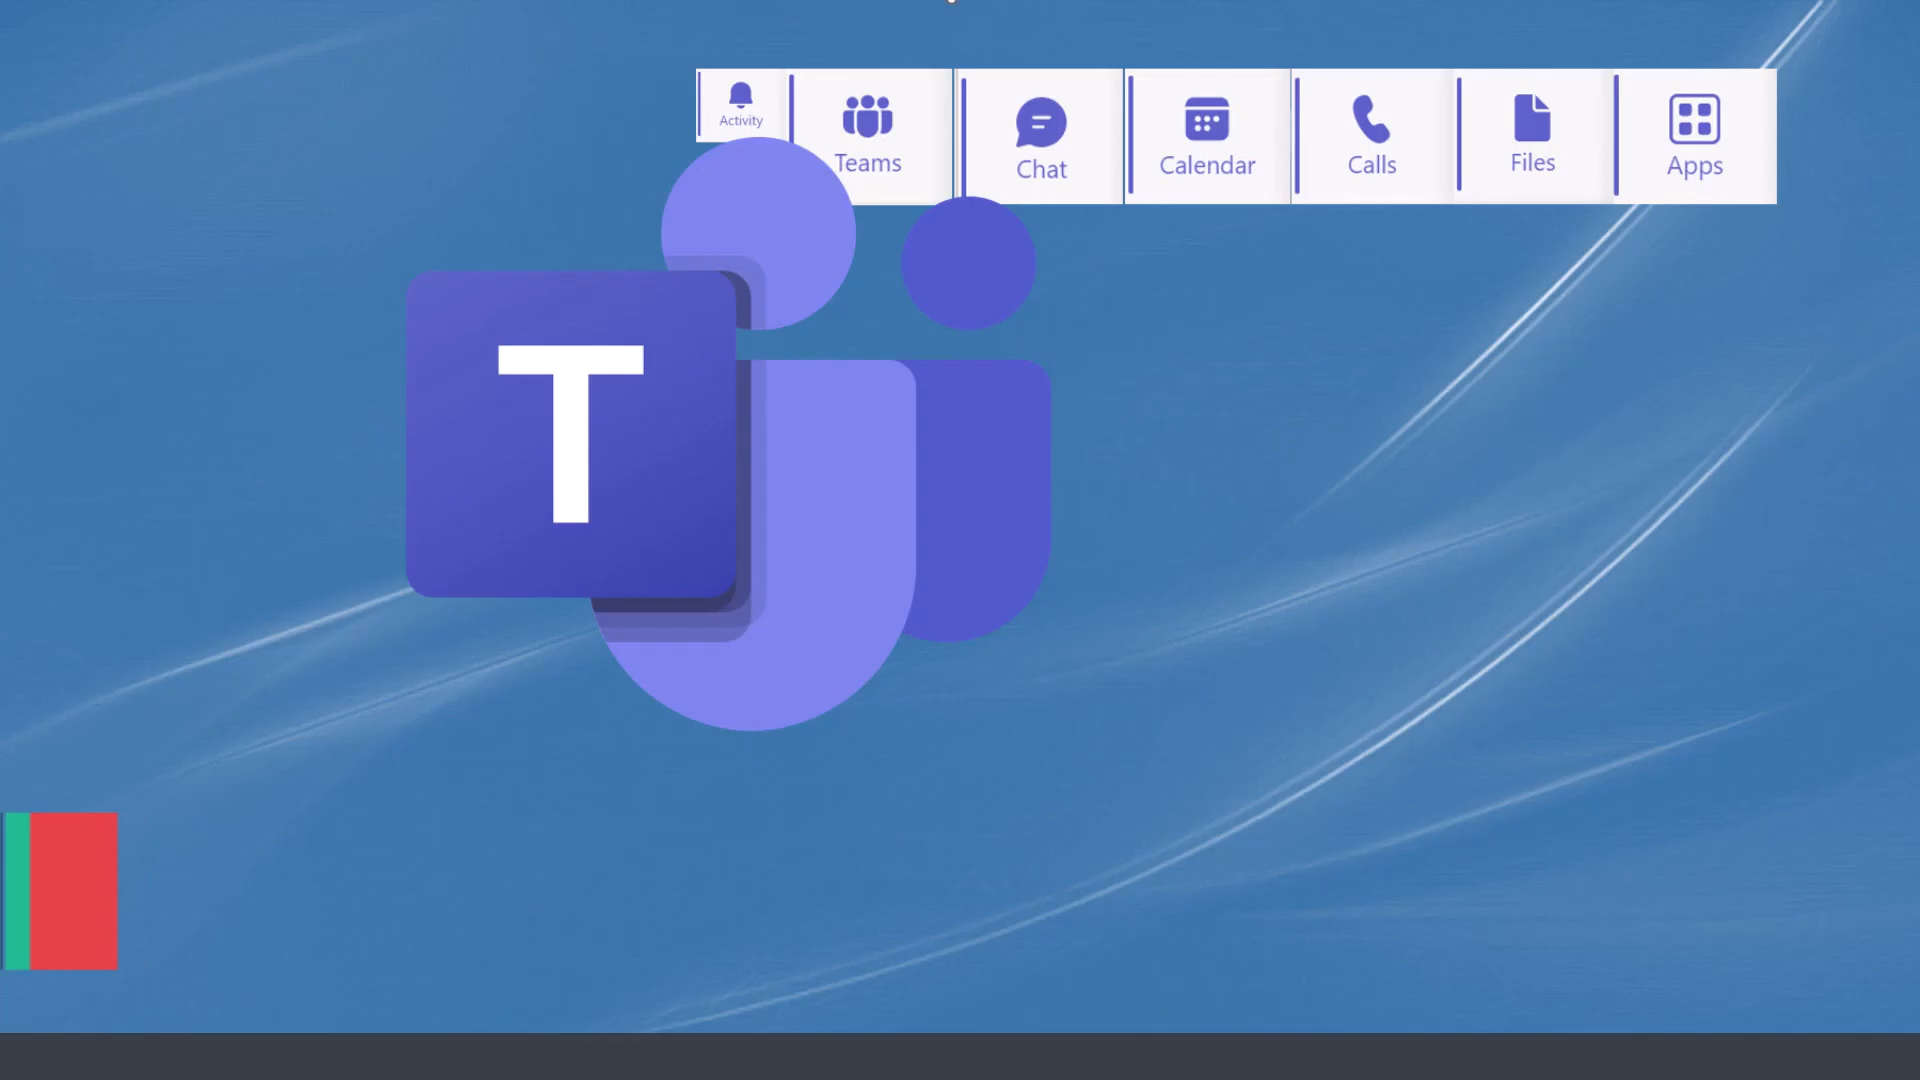 Activity
Teams
Chat
Calendar
Calls
Files
Apps
T